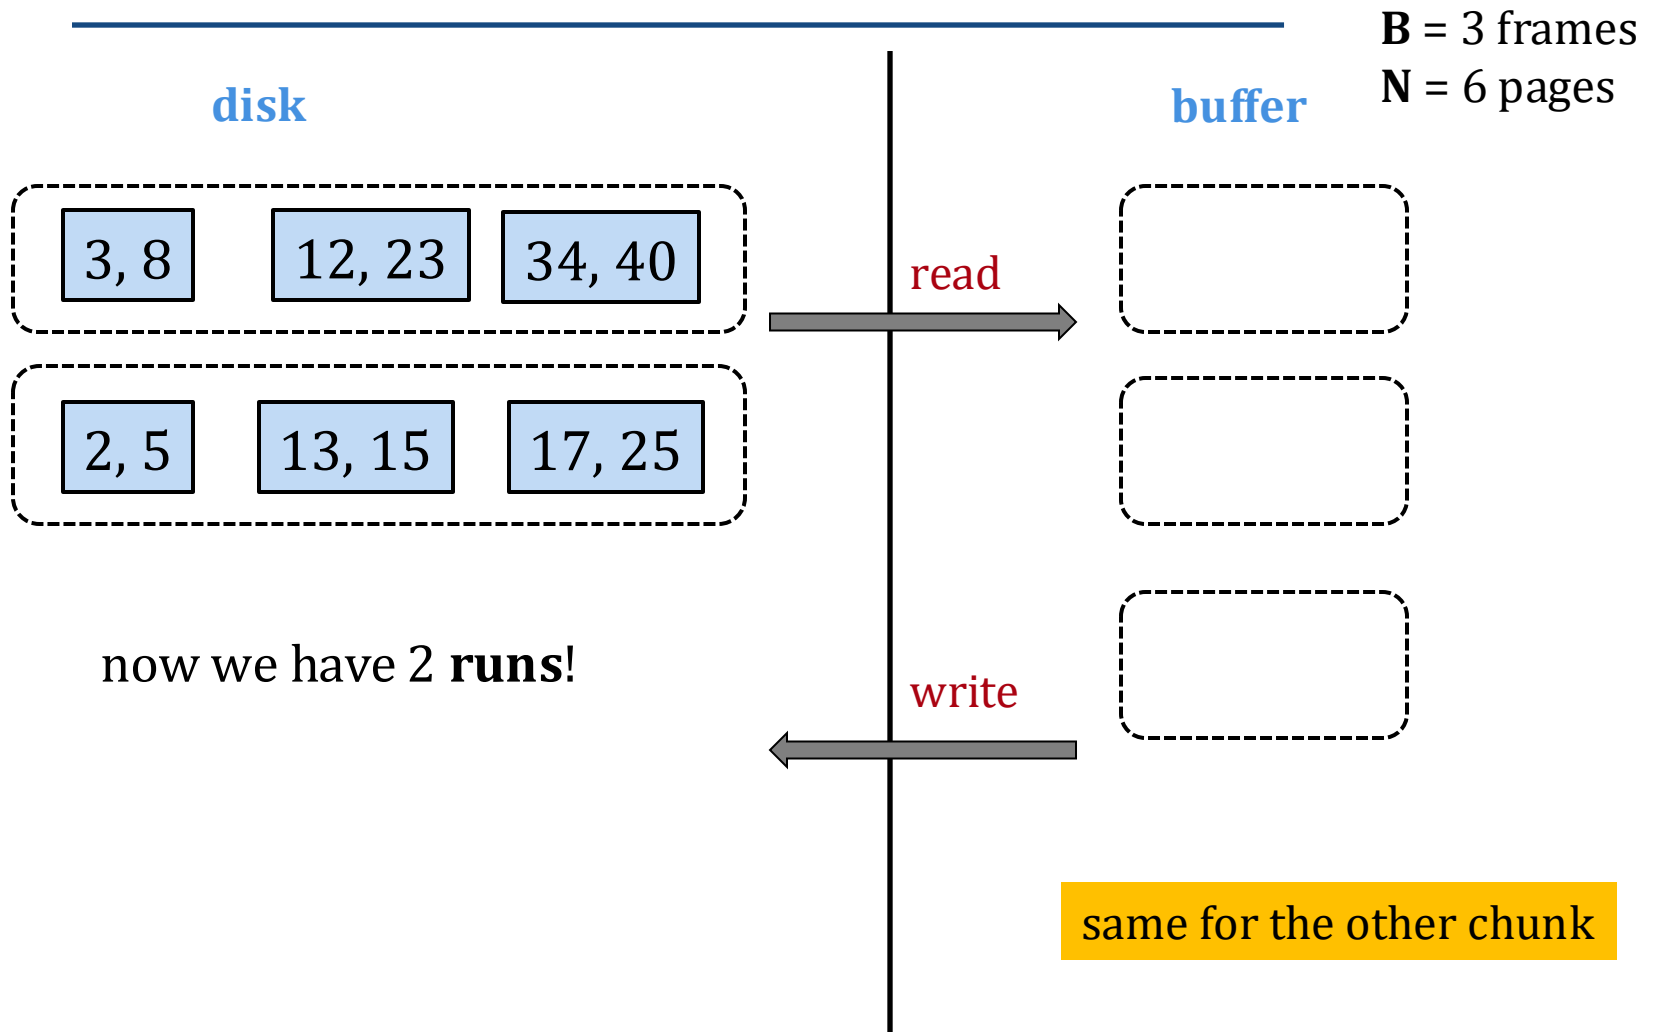 B = 3 frames
N = 6 pages
disk
buffer
3, 8
12, 23
34, 40
read
2, 5
13, 15
17, 25
now we have 2 runs!
write
same for the other chunk